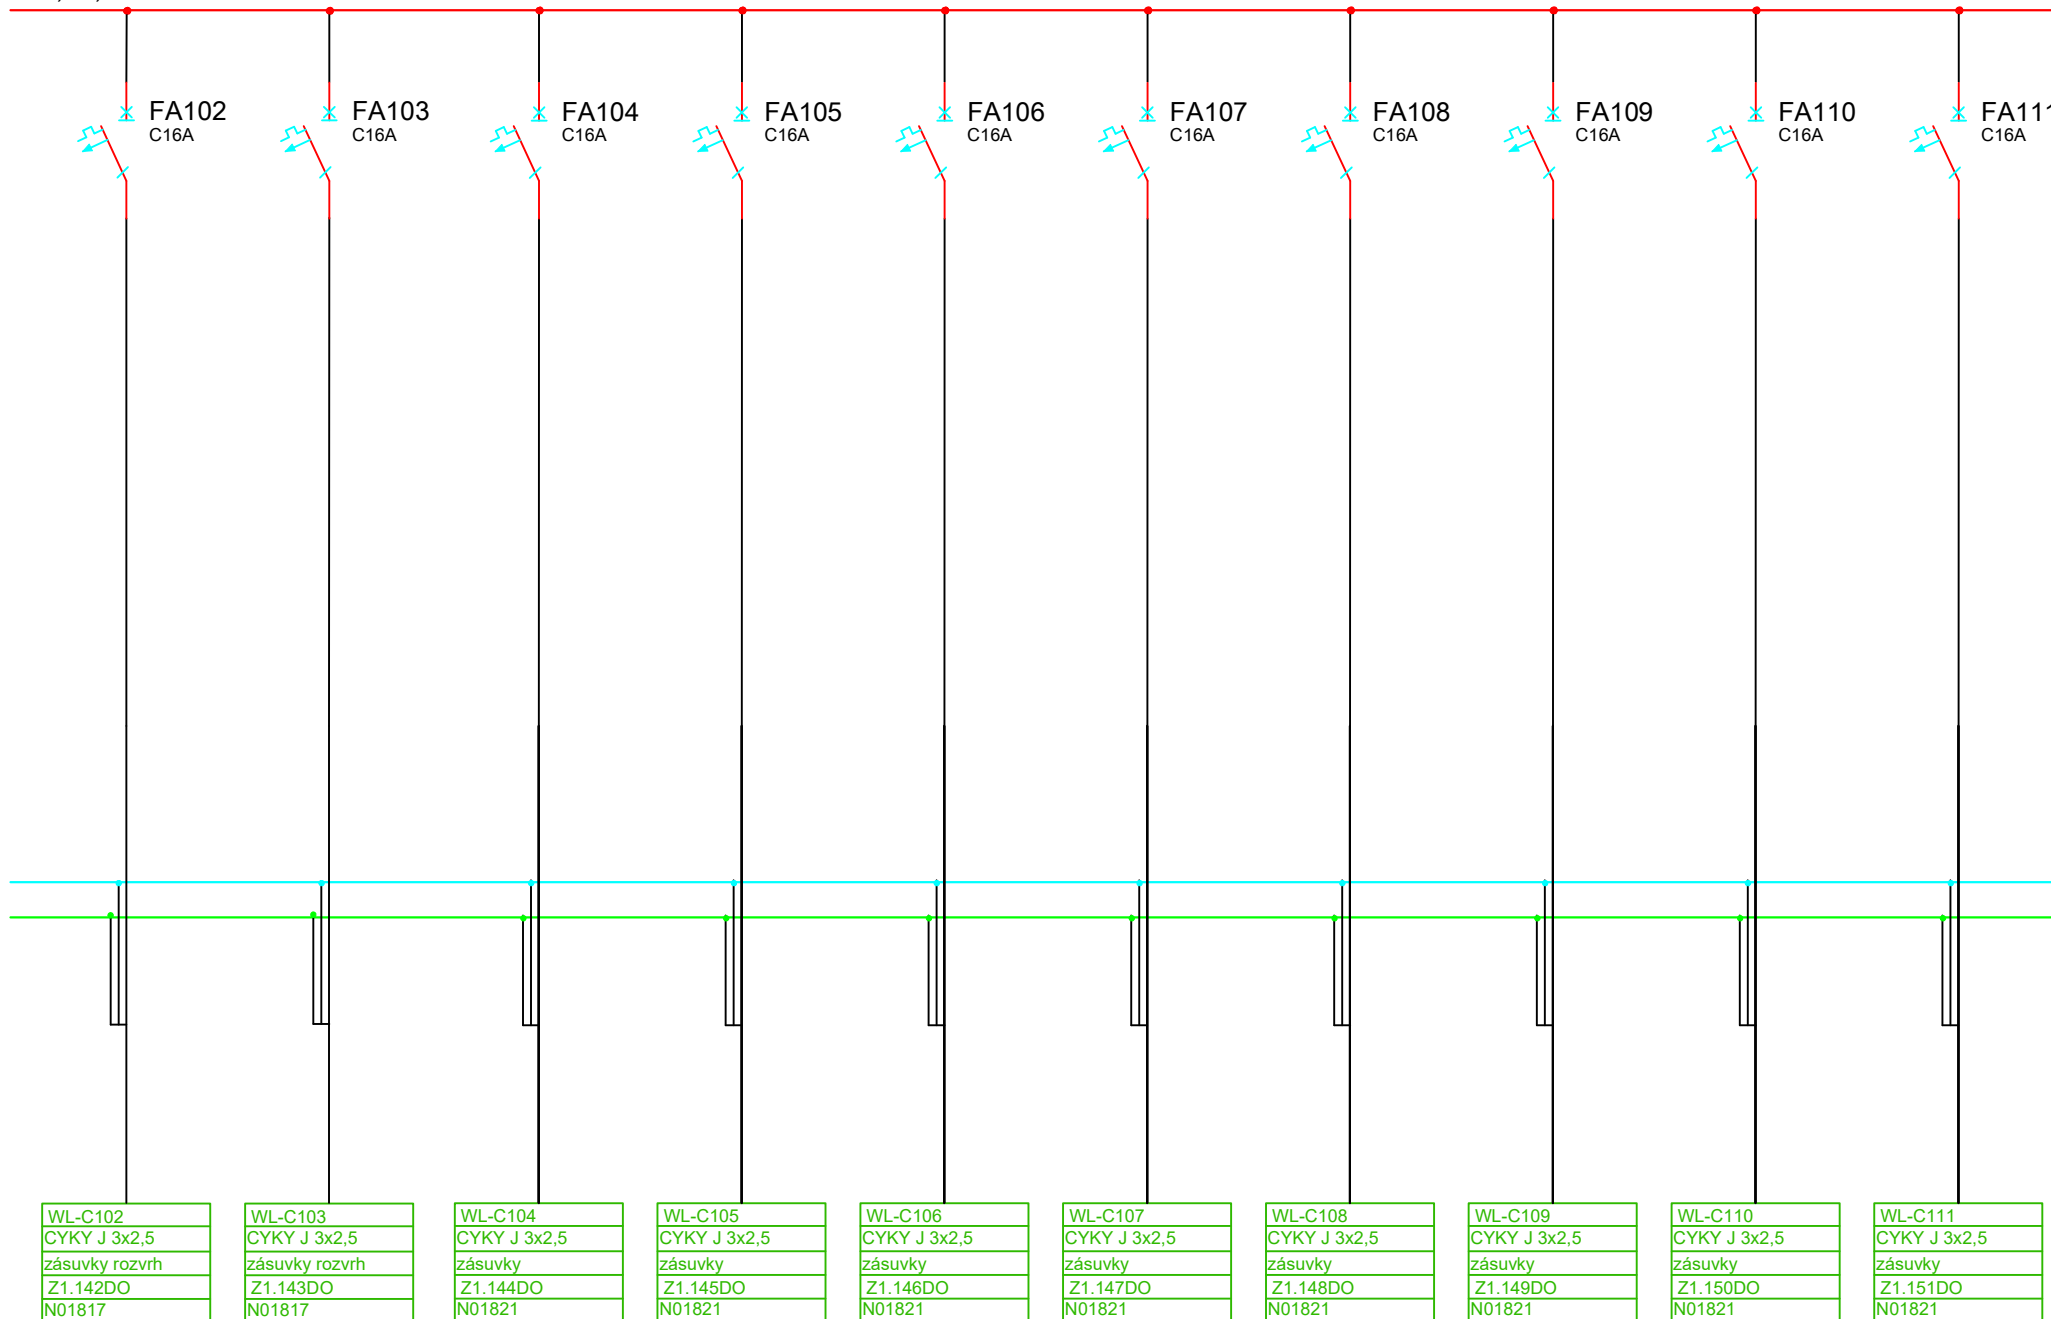 FA102
C16A
FA103
C16A
FA104
C16A
FA105
C16A
FA106
C16A
FA107
C16A
FA108
C16A
FA109
C16A
FA110
C16A
FA111
C16A
WL-C102
CYKY J 3x2,5
zásuvky rozvrh
Z1.142DO
N01817
WL-C103
CYKY J 3x2,5
zásuvky rozvrh
Z1.143DO
N01817
WL-C104
CYKY J 3x2,5
zásuvky
Z1.144DO
N01821
WL-C105
CYKY J 3x2,5
zásuvky
Z1.145DO
N01821
WL-C106
CYKY J 3x2,5
zásuvky
Z1.146DO
N01821
WL-C107
CYKY J 3x2,5
zásuvky
Z1.147DO
N01821
WL-C108
CYKY J 3x2,5
zásuvky
Z1.148DO
N01821
WL-C109
CYKY J 3x2,5
zásuvky
Z1.149DO
N01821
WL-C110
CYKY J 3x2,5
zásuvky
Z1.150DO
N01821
WL-C111
CYKY J 3x2,5
zásuvky
Z1.151DO
N01821